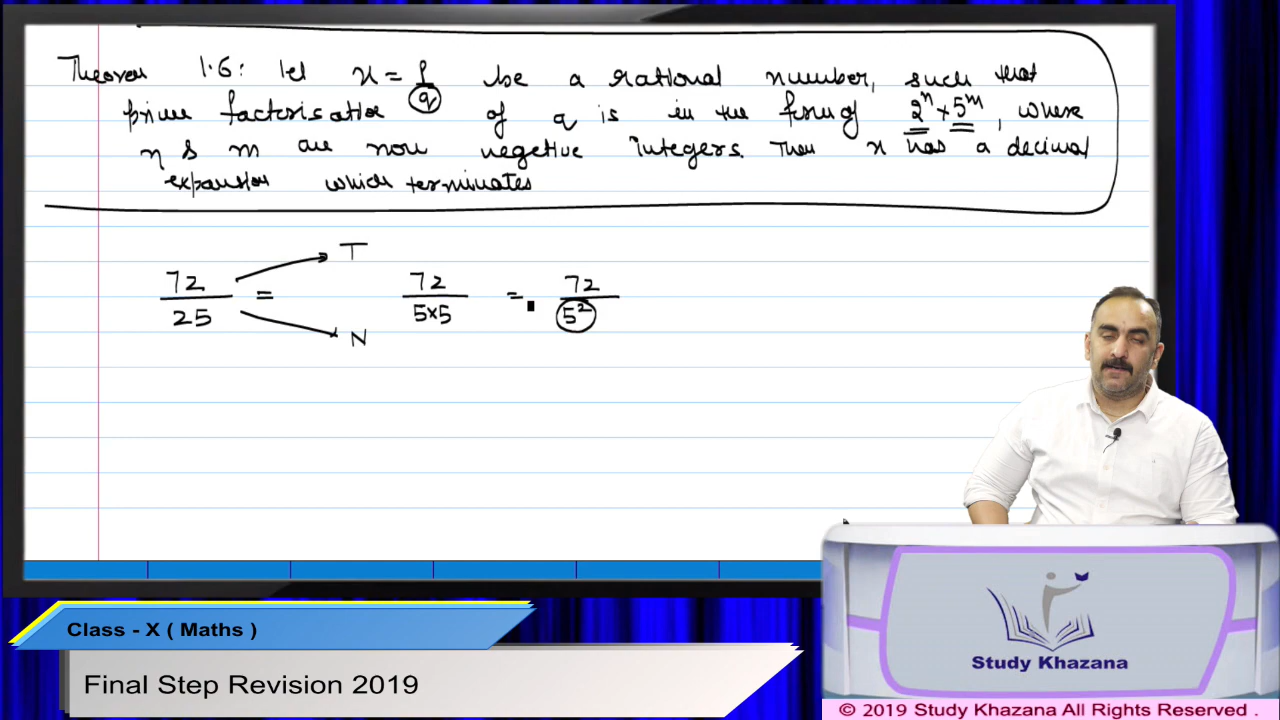 Theorem 1.6: let x = p/q be a rational number, such that
prime factorisation of q is in the form of 2ⁿ × 5ᵐ, where
n & m are non negetive integers. Then x has a decimal
expansion which terminates
72/25 = T N 72/5×5 = 72/5²
Study Khazana
Class - X ( Maths )
Final Step Revision 2019
© 2019 Study Khazana All Rights Reserved .